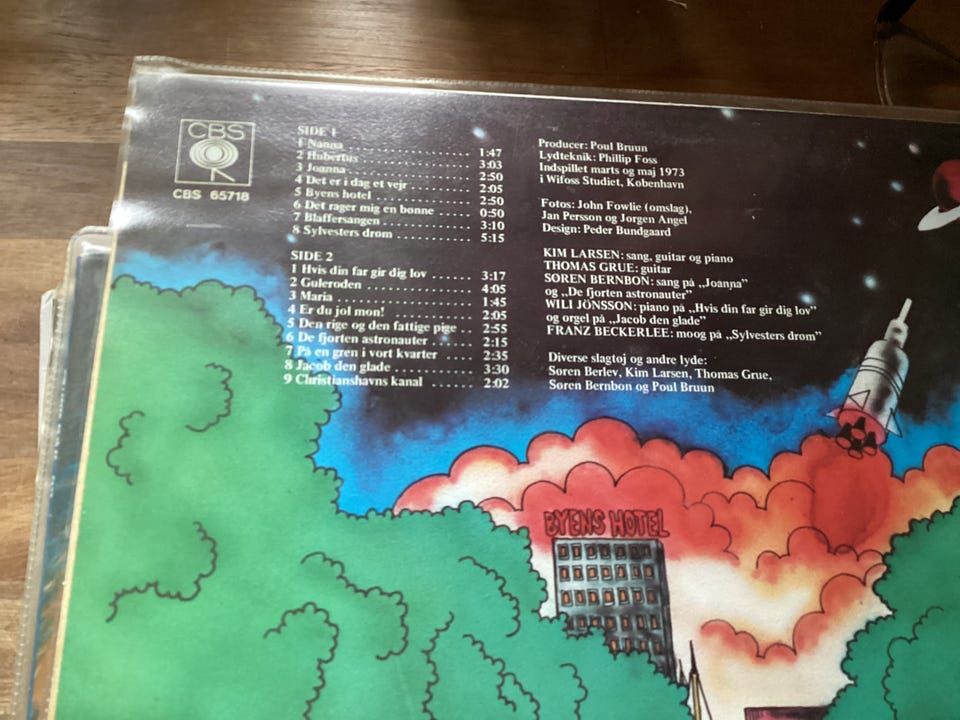 CBS
CBS 65718
SIDE 1
1 Nanna 1:47
2 Hubertus 3:03
3 Joanna 2:50
4 Det er i dag et vejr 2:05
5 Byens hotel 2:50
6 Det rager mig en bønne 0:50
7 Blaffersangen 3:10
8 Sylvesters drøm 5:15
SIDE 2
1 Hvis din far gir dig lov 3:17
2 Guleroden 4:05
3 Maria 1:45
4 Er du jol mon! 2:05
5 Den rige og den fattige pige 2:55
6 De fjorten astronauter 2:15
7 På en gren i vort kvarter 2:35
8 Jacob den glade 3:30
9 Christianshavns kanal 2:02
Producer: Poul Bruun
Lydteknik: Phillip Foss
Indspillet marts og maj 1973
i Wifoss Studiet, København
Fotos: John Fowlie (omslag),
Jan Persson og Jørgen Angel
Design: Peder Bundgaard
KIM LARSEN: sang, guitar og piano
THOMAS GRUE: guitar
SØREN BERNBON: sang på „Joanna”
og „De fjorten astronauter”
WILI JÖNSSON: piano på „Hvis din far gir dig lov”
og orgel på „Jacob den glade”
FRANZ BECKERLEE: moog på „Sylvesters drøm”
Diverse slagtøj og andre lyde:
Søren Berlev, Kim Larsen, Thomas Grue,
Søren Bernbon og Poul Bruun
BYENS HOTEL